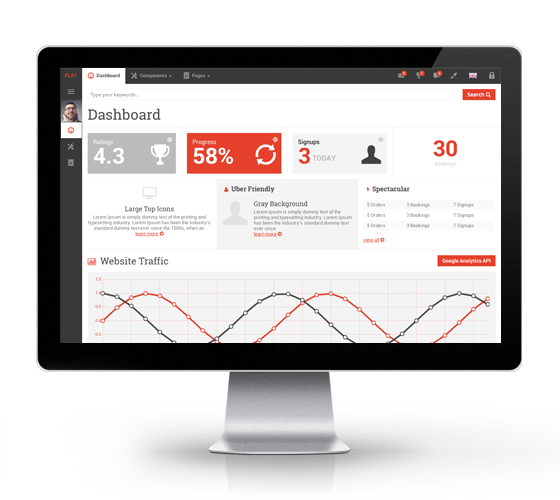 FLAT
Dashboard
Components
Pages
Type your keywords...
Search
Dashboard
Ratings
4.3
Progress
58%
Signups
3 TODAY
30
Bookings
Large Top Icons
Lorem Ipsum is simply dummy text of the printing and
typesetting industry. Lorem Ipsum has been the industry's
standard dummy text ever since the 1500s, when an
learn more
Uber Friendly
Gray Background
Lorem Ipsum is simply dummy text of the
printing and typesetting industry. Lorem
Ipsum has been the industry's standard
dummy text ever since.
learn more
Spectacular
5 Orders 3 Bookings 7 Signups
5 Orders 3 Bookings 7 Signups
5 Orders 3 Bookings 7 Signups
view all
Website Traffic
Google Analytics API
1.5
1.0
0.5
0.0
-0.5